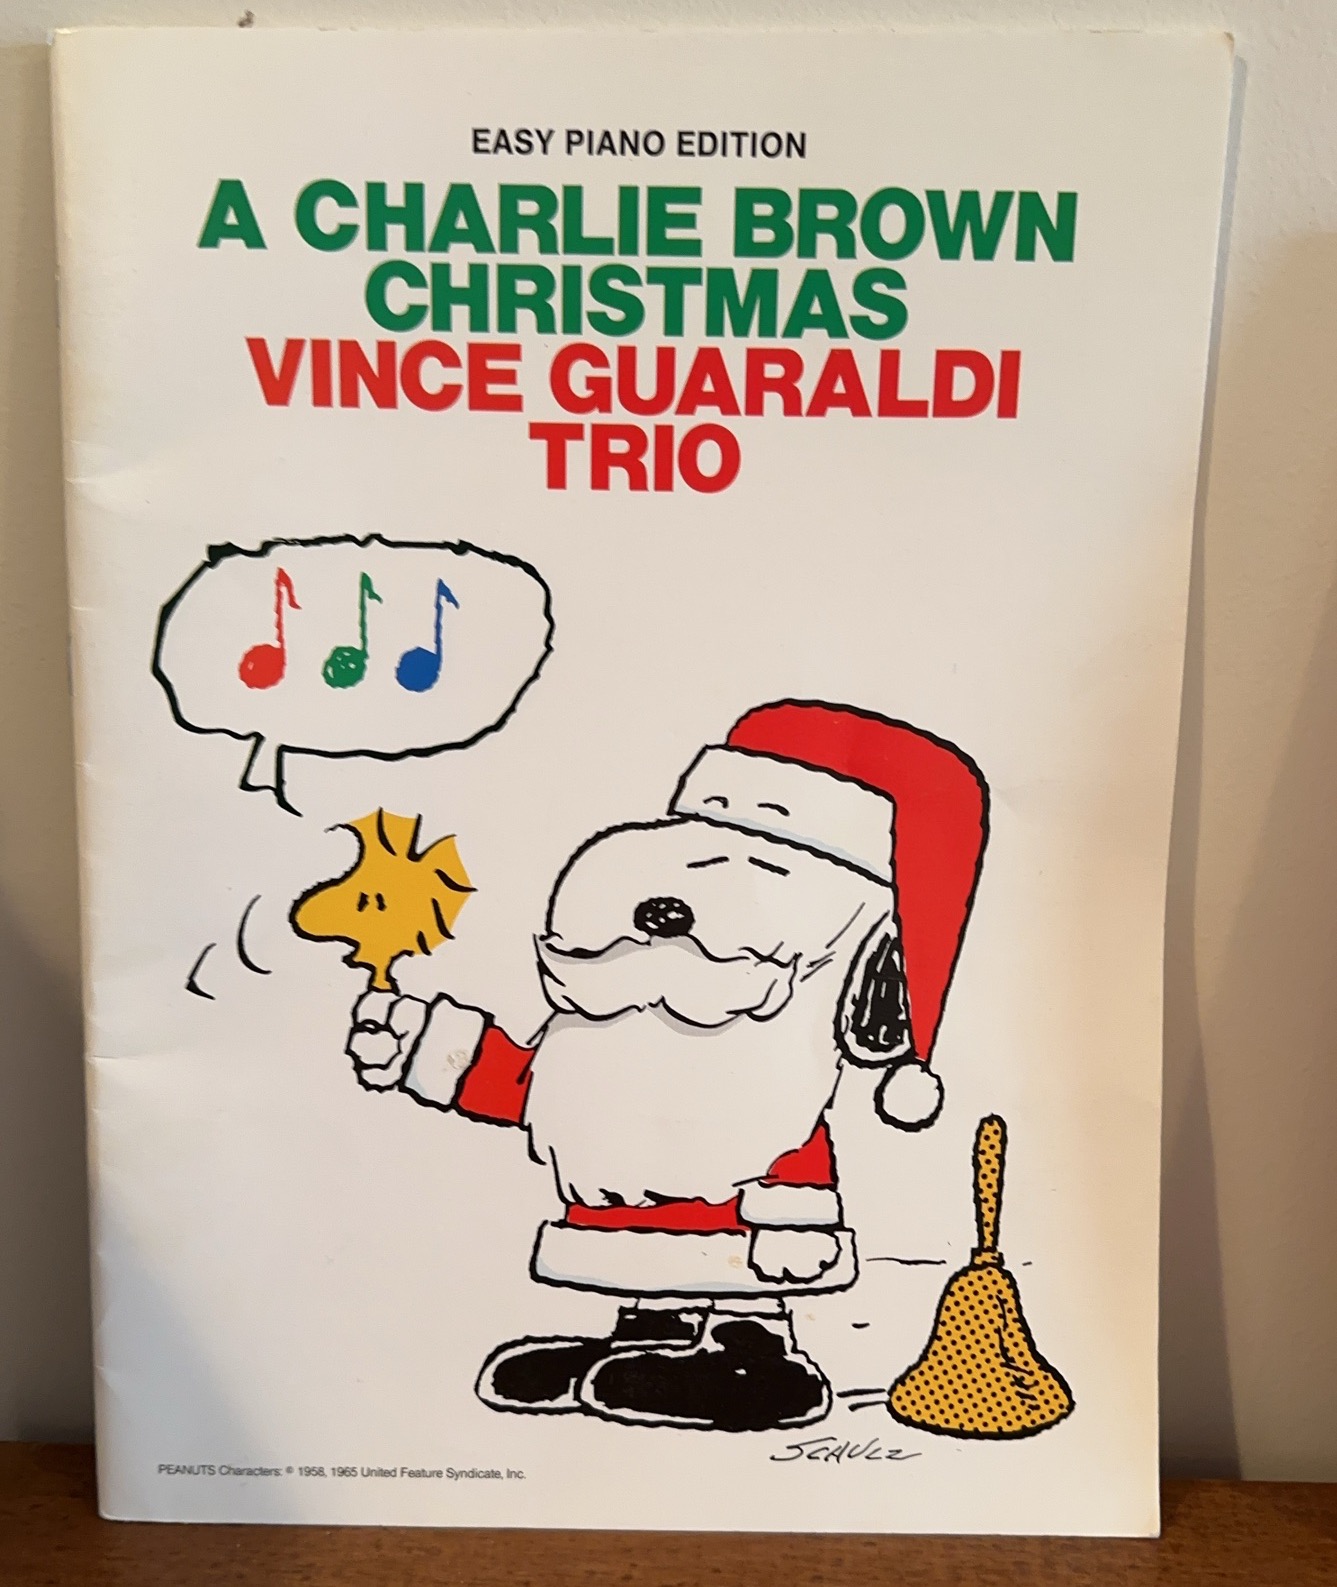 EASY PIANO EDITION
A CHARLIE BROWN
CHRISTMAS
VINCE GUARALDI
TRIO
SCHULZ
PEANUTS Characters: © 1958, 1965 United Feature Syndicate, Inc.